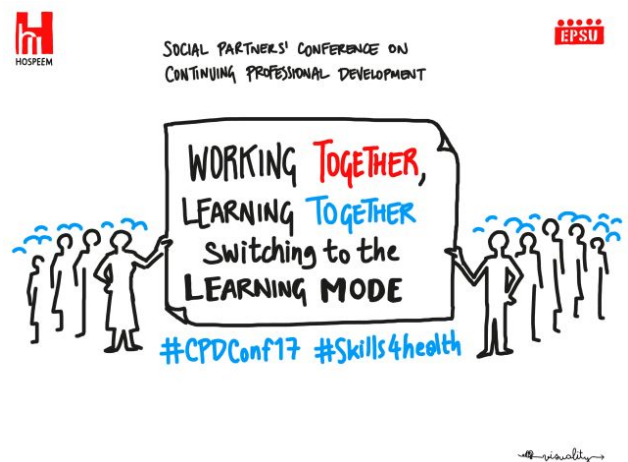 HOSPEEM
EPSU
SOCIAL PARTNERS' CONFERENCE ON
CONTINUING PROFESSIONAL DEVELOPMENT
WORKING TOGETHER,
LEARNING TOGETHER
switching to the
LEARNING MODE
#CPDConf17 #Skills4health
visuality